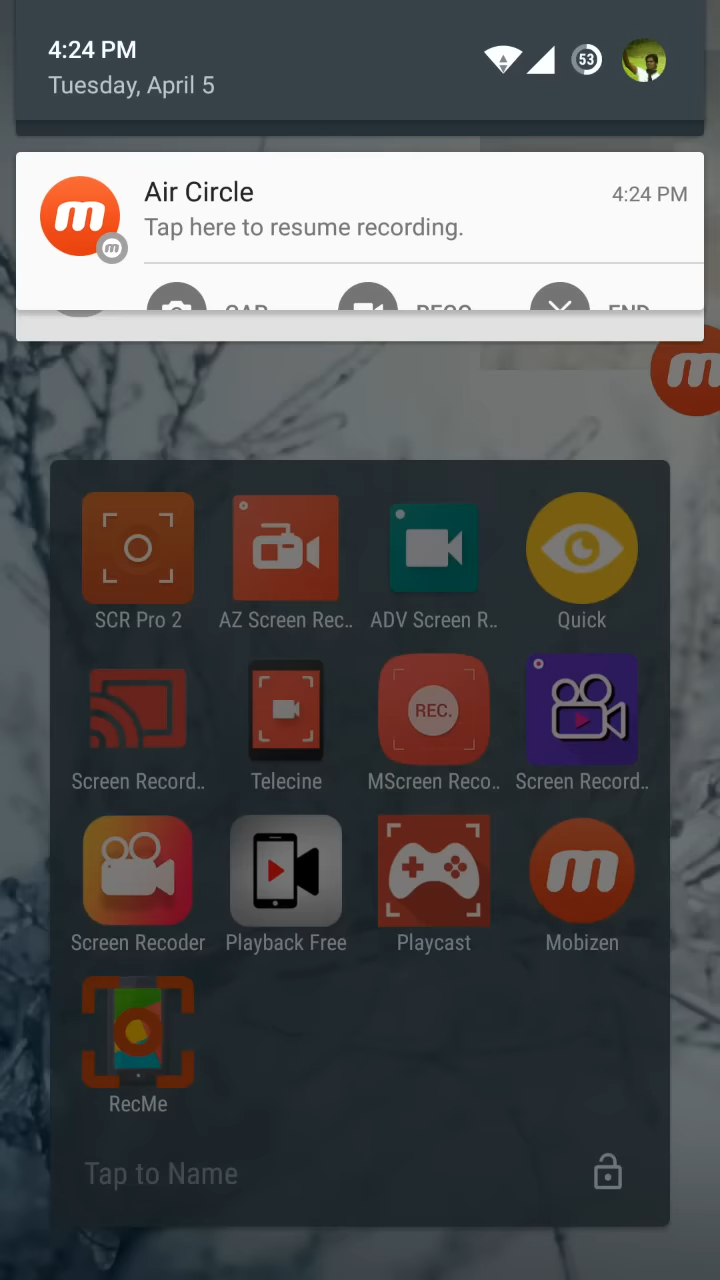 4:24 PM
53
Tuesday, April 5
Air Circle
4:24 PM
Tap here to resume recording.
SCR Pro 2
AZ Screen Rec..
ADV Screen R..
Quick
REC.
Screen Record..
Telecine
MScreen Reco..
Screen Record..
Screen Recoder
Playback Free
Playcast
Mobizen
RecMe
Tap to Name